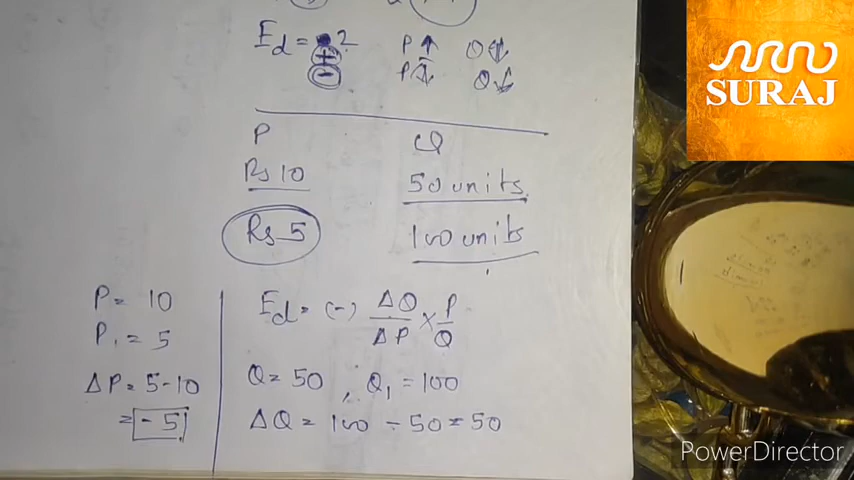 Ed = ?
+
-
P↑ Q↓
P↓ Q↓
P Q
Rs 10 50 units
Rs 5 100 units
P = 10
P1 = 5
ΔP = 5-10
= -5
Ed = (-) ΔQ/ΔP × P/Q
Q = 50 , Q1 = 100
ΔQ = 100 - 50 = 50
SURAJ
PowerDirector